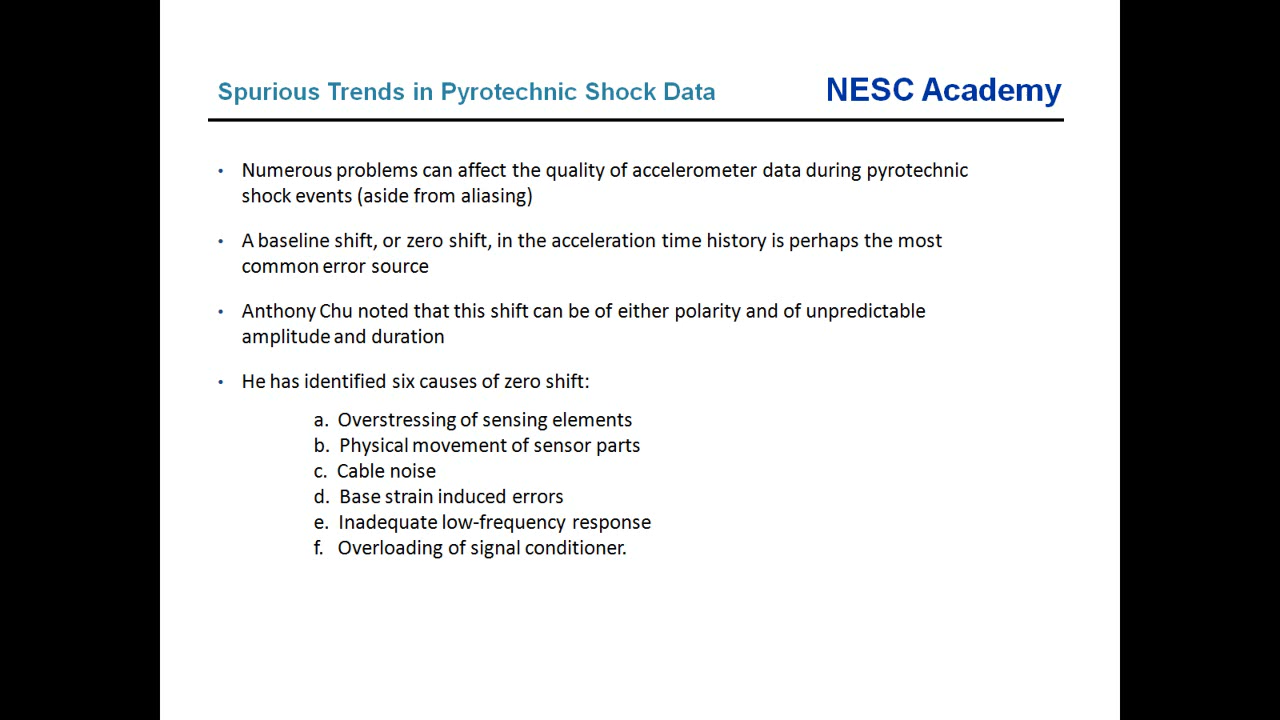 Spurious Trends in Pyrotechnic Shock Data
NESC Academy
• Numerous problems can affect the quality of accelerometer data during pyrotechnic
shock events (aside from aliasing)
• A baseline shift, or zero shift, in the acceleration time history is perhaps the most
common error source
• Anthony Chu noted that this shift can be of either polarity and of unpredictable
amplitude and duration
• He has identified six causes of zero shift:
a. Overstressing of sensing elements
b. Physical movement of sensor parts
c. Cable noise
d. Base strain induced errors
e. Inadequate low-frequency response
f. Overloading of signal conditioner.